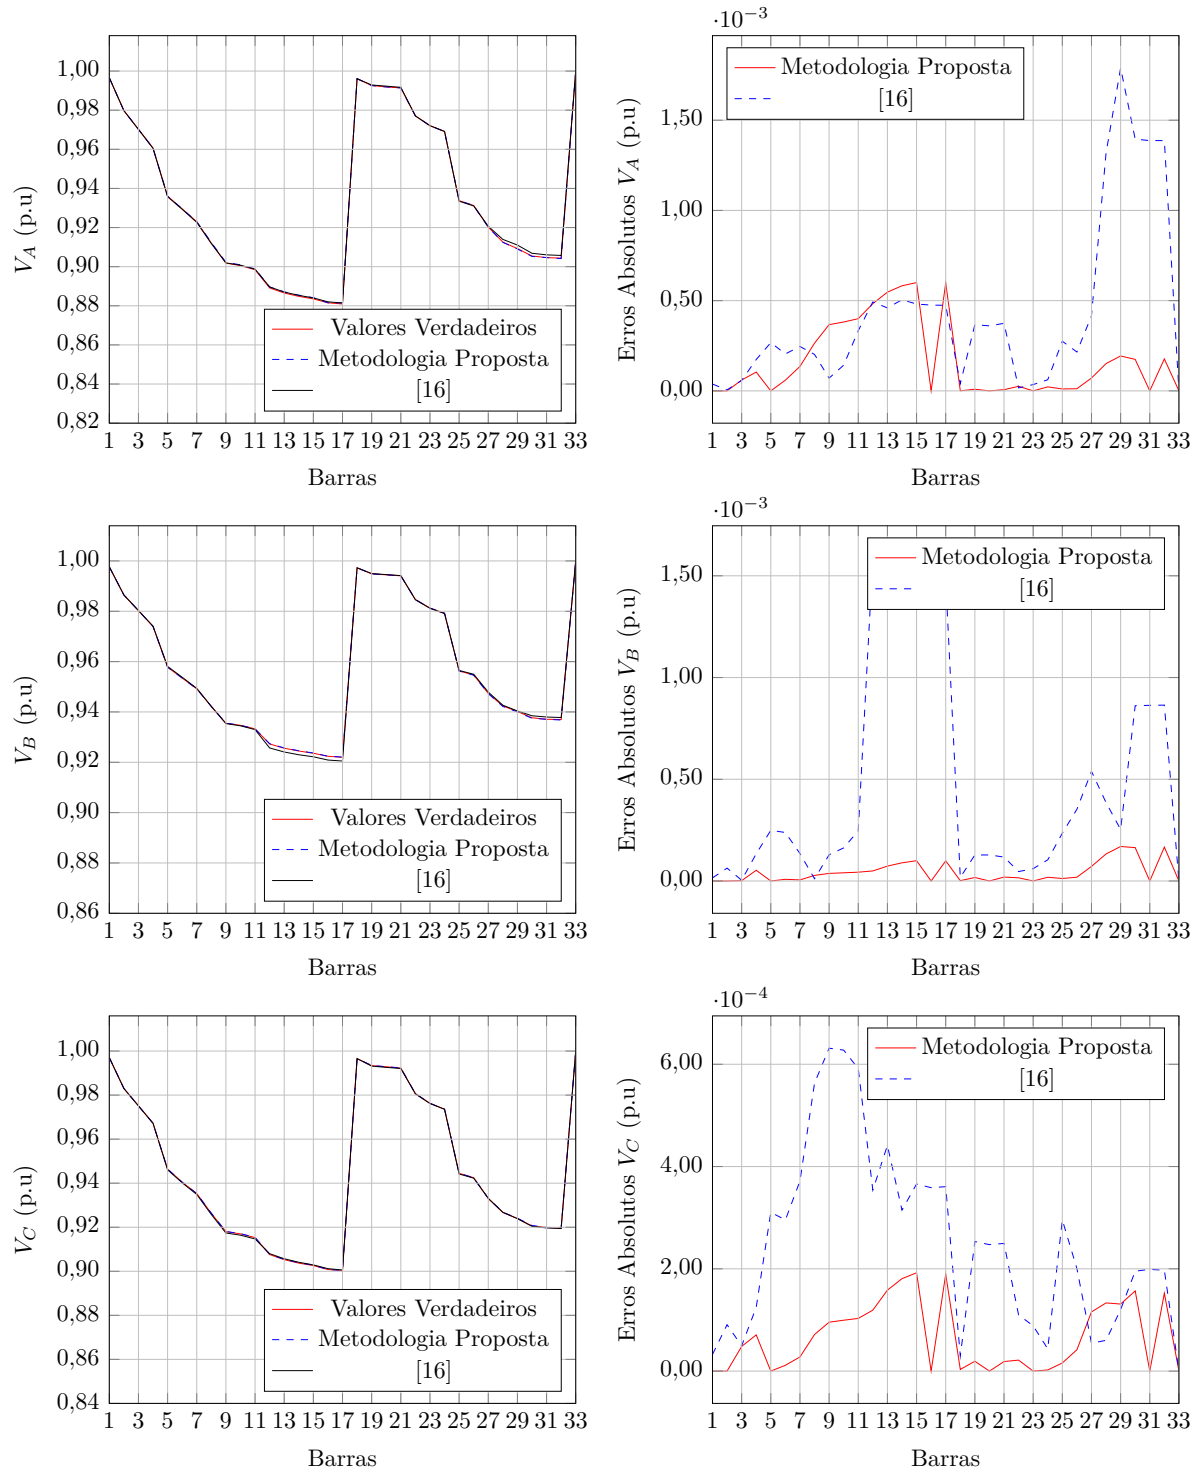 1,00
0,98
0,96
0,94
0,92
0,90
0,88
0,86
0,84
0,82
V_A (p.u)
Valores Verdadeiros
Metodologia Proposta
[16]
1 3 5 7 9 11 13 15 17 19 21 23 25 27 29 31 33
Barras
·10⁻³
1,50
1,00
0,50
0,00
Erros Absolutos V_A (p.u)
Metodologia Proposta
[16]
1 3 5 7 9 11 13 15 17 19 21 23 25 27 29 31 33
Barras
1,00
0,98
0,96
0,94
0,92
0,90
0,88
0,86
V_B (p.u)
Valores Verdadeiros
Metodologia Proposta
[16]
1 3 5 7 9 11 13 15 17 19 21 23 25 27 29 31 33
Barras
·10⁻³
1,50
1,00
0,50
0,00
Erros Absolutos V_B (p.u)
Metodologia Proposta
[16]
1 3 5 7 9 11 13 15 17 19 21 23 25 27 29 31 33
Barras
1,00
0,98
0,96
0,94
0,92
0,90
0,88
0,86
0,84
V_C (p.u)
Valores Verdadeiros
Metodologia Proposta
[16]
1 3 5 7 9 11 13 15 17 19 21 23 25 27 29 31 33
Barras
·10⁻⁴
6,00
4,00
2,00
0,00
Erros Absolutos V_C (p.u)
Metodologia Proposta
[16]
1 3 5 7 9 11 13 15 17 19 21 23 25 27 29 31 33
Barras